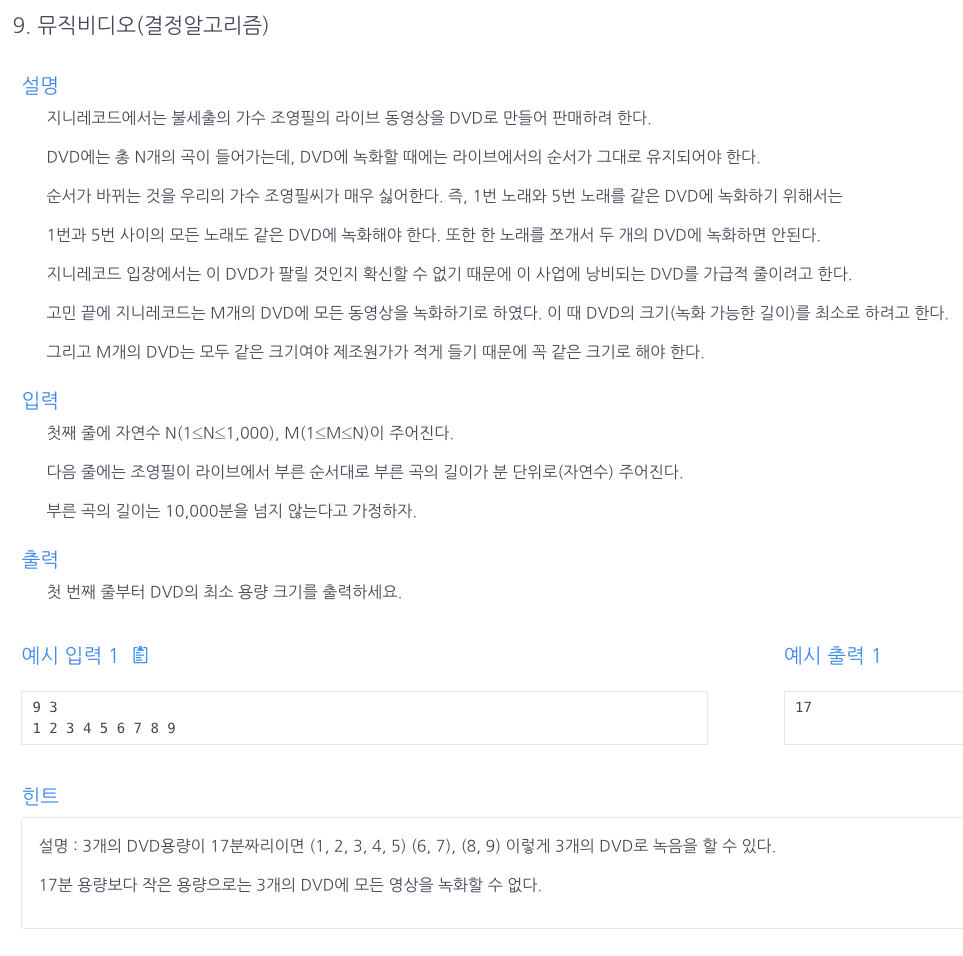 9. 뮤직비디오(결정알고리즘)
설명
지니레코드에서는 불세출의 가수 조영필의 라이브 동영상을 DVD로 만들어 판매하려 한다.
DVD에는 총 N개의 곡이 들어가는데, DVD에 녹화할 때에는 라이브에서의 순서가 그대로 유지되어야 한다.
순서가 바뀌는 것을 우리의 가수 조영필씨가 매우 싫어한다. 즉, 1번 노래와 5번 노래를 같은 DVD에 녹화하기 위해서는
1번과 5번 사이의 모든 노래도 같은 DVD에 녹화해야 한다. 또한 한 노래를 쪼개서 두 개의 DVD에 녹화하면 안된다.
지니레코드 입장에서는 이 DVD가 팔릴 것인지 확신할 수 없기 때문에 이 사업에 낭비되는 DVD를 가급적 줄이려고 한다.
고민 끝에 지니레코드는 M개의 DVD에 모든 동영상을 녹화하기로 하였다. 이 때 DVD의 크기(녹화 가능한 길이)를 최소로 하려고 한다.
그리고 M개의 DVD는 모두 같은 크기여야 제조원가가 적게 들기 때문에 꼭 같은 크기로 해야 한다.
입력
첫째 줄에 자연수 N(1≤N≤1,000), M(1≤M≤N)이 주어진다.
다음 줄에는 조영필이 라이브에서 부른 순서대로 부른 곡의 길이가 분 단위로(자연수) 주어진다.
부른 곡의 길이는 10,000분을 넘지 않는다고 가정하자.
출력
첫 번째 줄부터 DVD의 최소 용량 크기를 출력하세요.
예시 입력 1
9 3
1 2 3 4 5 6 7 8 9
예시 출력 1
17
힌트
설명 : 3개의 DVD용량이 17분짜리이면 (1, 2, 3, 4, 5) (6, 7), (8, 9) 이렇게 3개의 DVD로 녹음을 할 수 있다.
17분 용량보다 작은 용량으로는 3개의 DVD에 모든 영상을 녹화할 수 없다.